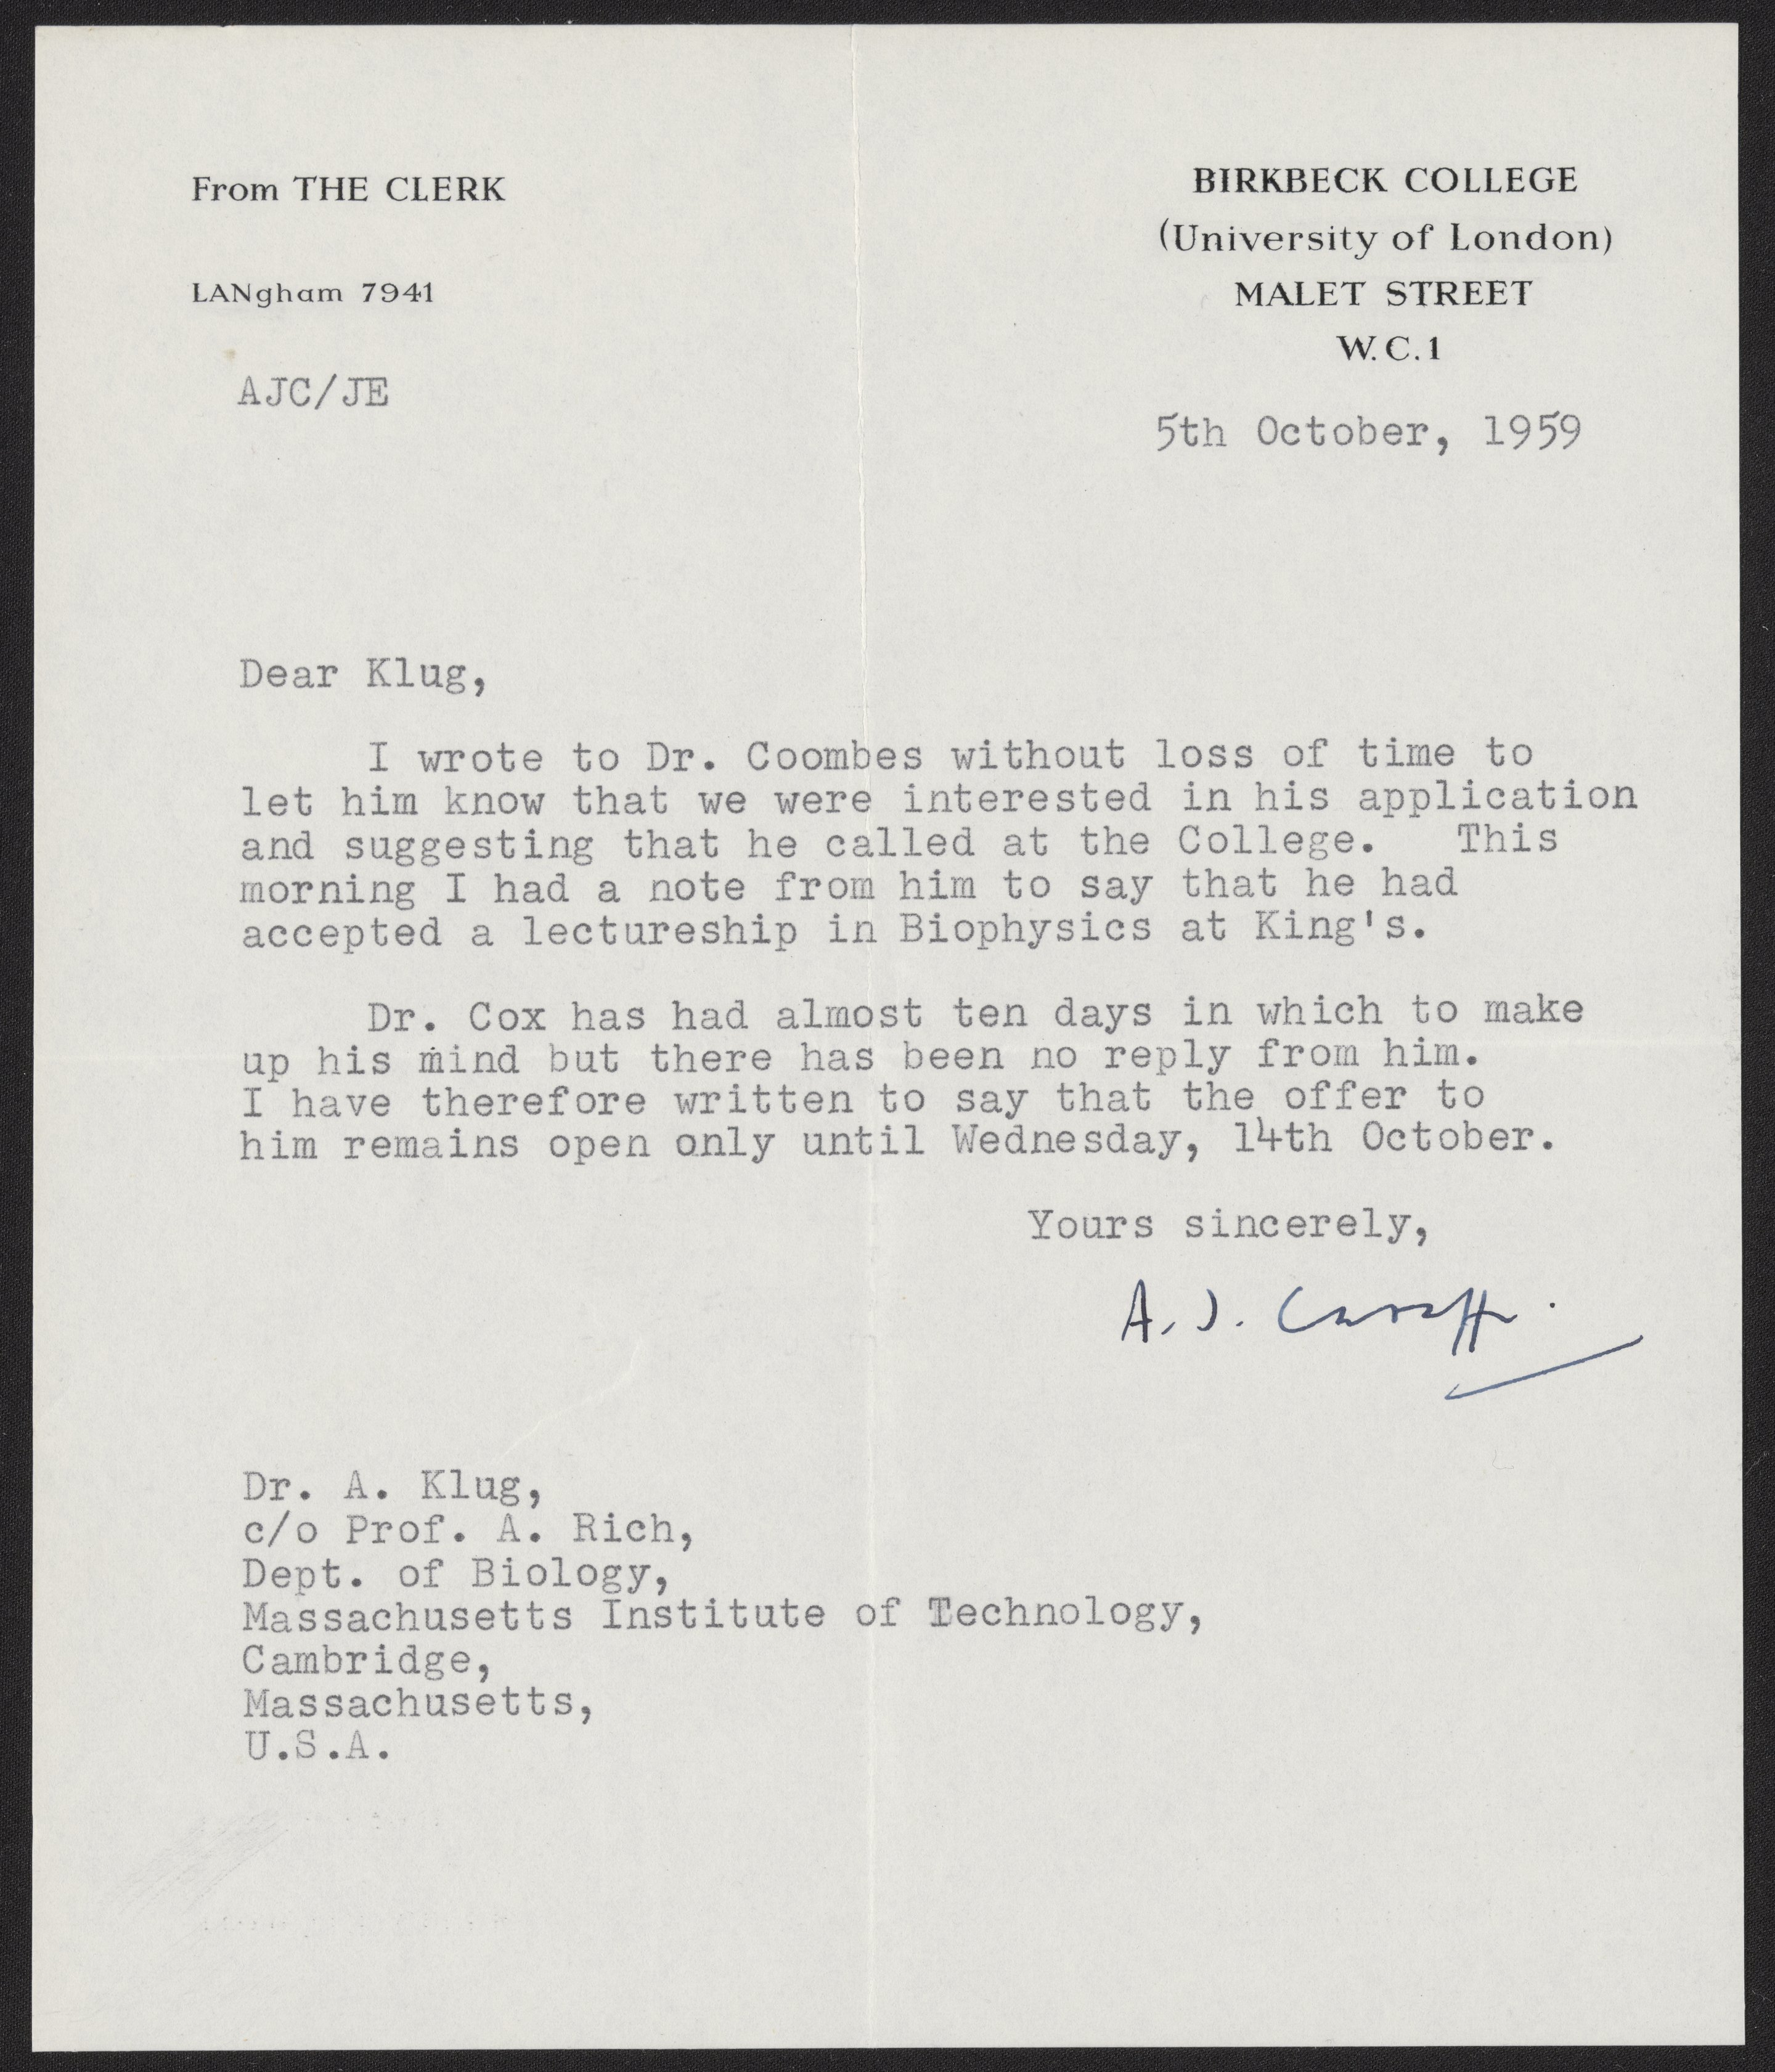 From THE CLERK
LANgham 7941
BIRKBECK COLLEGE
(University of London)
MALET STREET
W.C.1
AJC/JE
5th October, 1959
Dear Klug,
I wrote to Dr. Coombes without loss of time to
let him know that we were interested in his application
and suggesting that he called at the College. This
morning I had a note from him to say that he had
accepted a lectureship in Biophysics at King's.
Dr. Cox has had almost ten days in which to make
up his mind but there has been no reply from him.
I have therefore written to say that the offer to
him remains open only until Wednesday, 14th October.
Yours sincerely,
A. J. Caraffi.
Dr. A. Klug,
c/o Prof. A. Rich,
Dept. of Biology,
Massachusetts Institute of Technology,
Cambridge,
Massachusetts,
U.S.A.